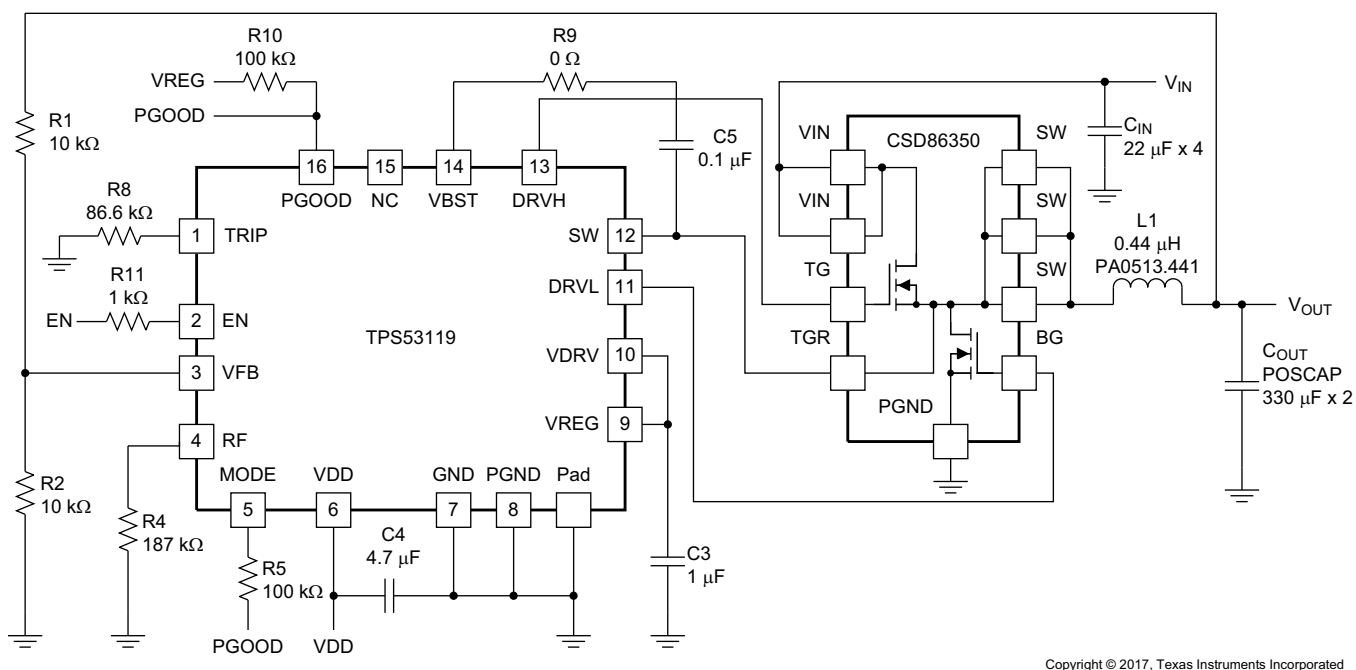 R10
100 kΩ
VREG
PGOOD
R9
0 Ω
R1
10 kΩ
C5
0.1 μF
VIN
CIN
22 μF x 4
CSD86350
VIN
VIN
TG
TGR
PGND
SW
SW
SW
BG
L1
0.44 μH
PA0513.441
VOUT
COUT
POSCAP
330 μF x 2
16
15
14
13
PGOOD
NC
VBST
DRVH
R8
86.6 kΩ
1
TRIP
R11
1 kΩ
EN
2
EN
3
VFB
4
RF
TPS53119
SW
12
DRVL
11
VDRV
10
VREG
9
MODE
VDD
GND
PGND
Pad
5
6
7
8
R2
10 kΩ
R4
187 kΩ
R5
100 kΩ
PGOOD
VDD
C4
4.7 μF
C3
1 μF
Copyright © 2017, Texas Instruments Incorporated